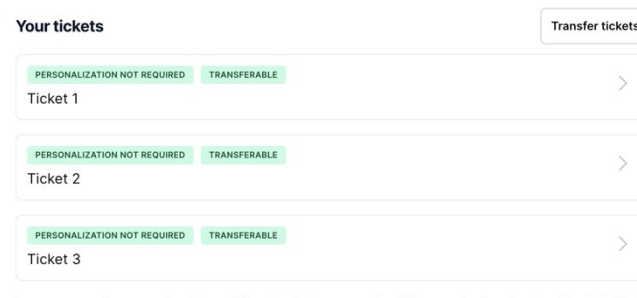 Your tickets
Transfer tickets
PERSONALIZATION NOT REQUIRED TRANSFERABLE
Ticket 1
PERSONALIZATION NOT REQUIRED TRANSFERABLE
Ticket 2
PERSONALIZATION NOT REQUIRED TRANSFERABLE
Ticket 3